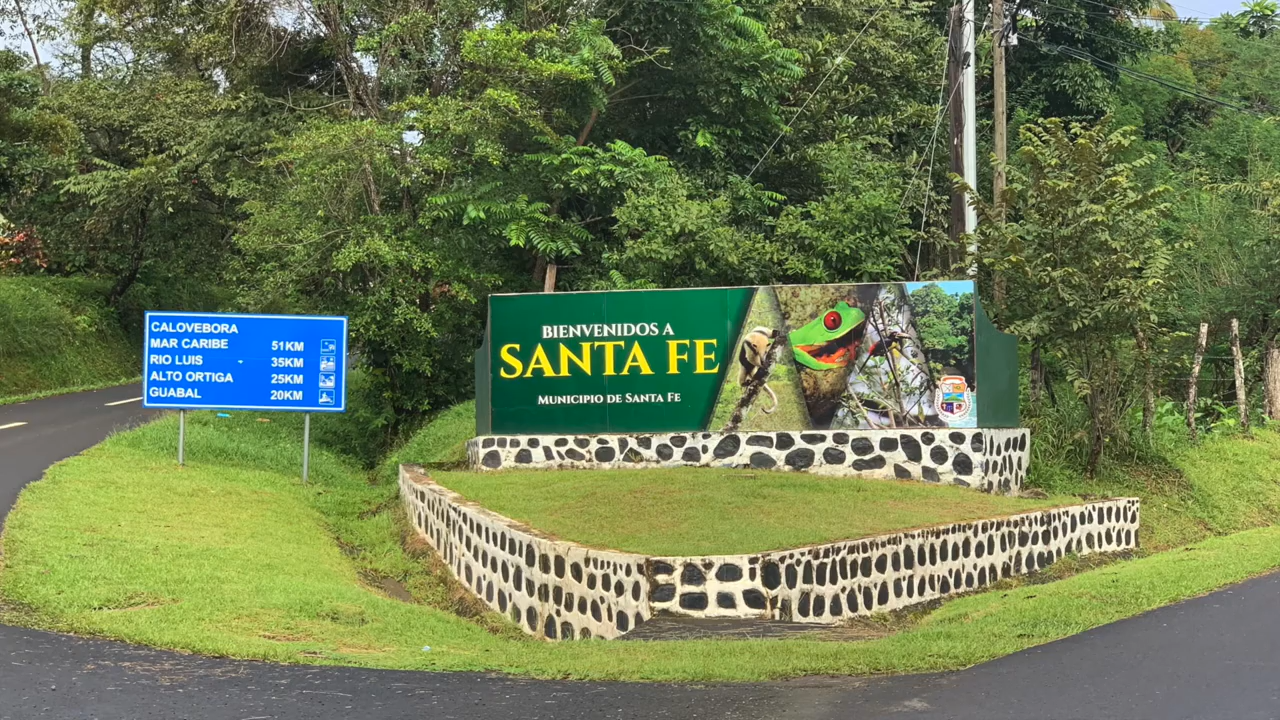 CALOVEBORA
MAR CARIBE 51KM
RIO LUIS 35KM
ALTO ORTIGA 25KM
GUABAL 20KM
BIENVENIDOS A
SANTA FE
MUNICIPIO DE SANTA FE